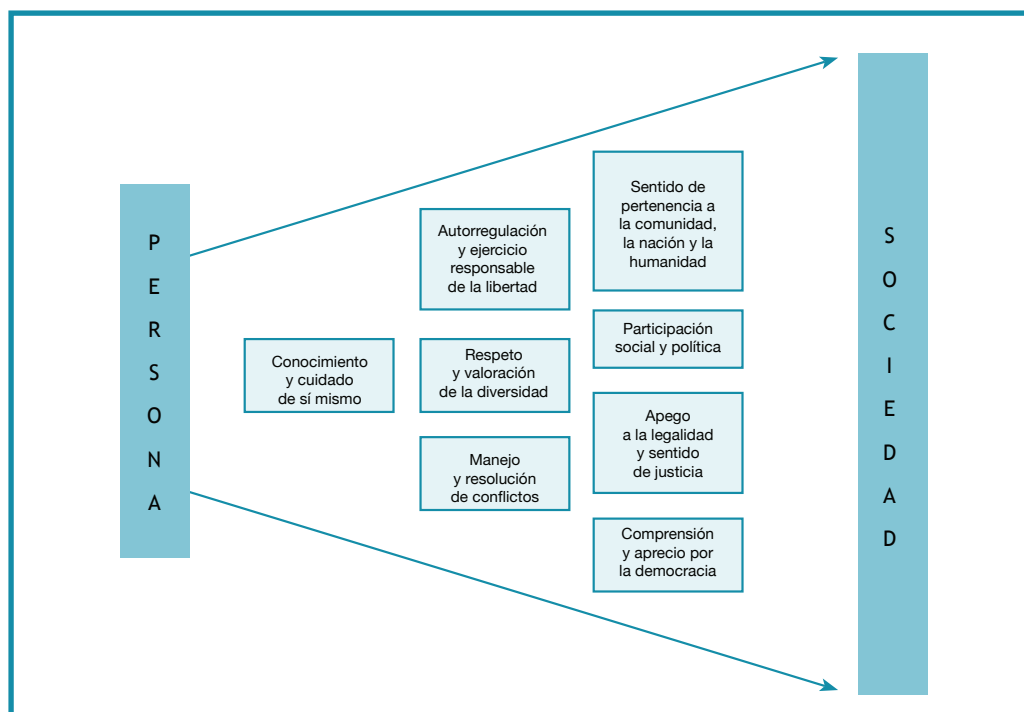 PERSONA
Conocimiento
y cuidado
de sí mismo
Autorregulación
y ejercicio
responsable
de la libertad
Respeto
y valoración
de la diversidad
Manejo
y resolución
de conflictos
Sentido de
pertenencia a
la comunidad,
la nación y la
humanidad
Participación
social y política
Apego
a la legalidad
y sentido
de justicia
Comprensión
y aprecio por
la democracia
SOCIEDAD